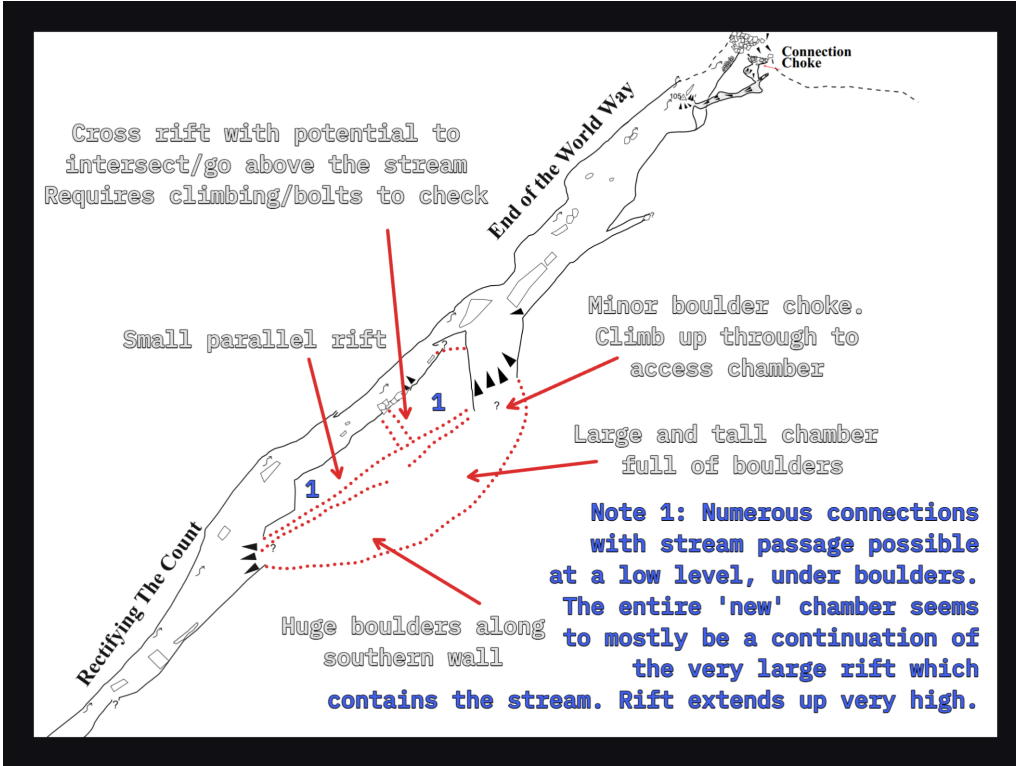 Connection
Choke
105
End of the World Way
Cross rift with potential to
intersect/go above the stream
Requires climbing/bolts to check
?
Small parallel rift
Minor boulder choke.
Climb up through to
access chamber
?
1
?
Large and tall chamber
full of boulders
1
?
Rectifying The Count
Huge boulders along
southern wall
?
Note 1: Numerous connections
with stream passage possible
at a low level, under boulders.
The entire 'new' chamber seems
to mostly be a continuation of
the very large rift which
contains the stream. Rift extends up very high.